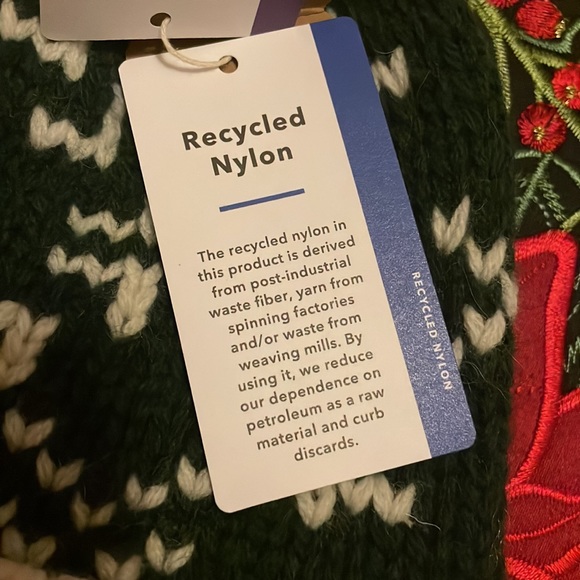 Recycled
Nylon
The recycled nylon in
this product is derived
from post-industrial
waste fiber, yarn from
spinning factories
and/or waste from
weaving mills. By
using it, we reduce
our dependence on
petroleum as a raw
material and curb
discards.
RECYCLED NYLON